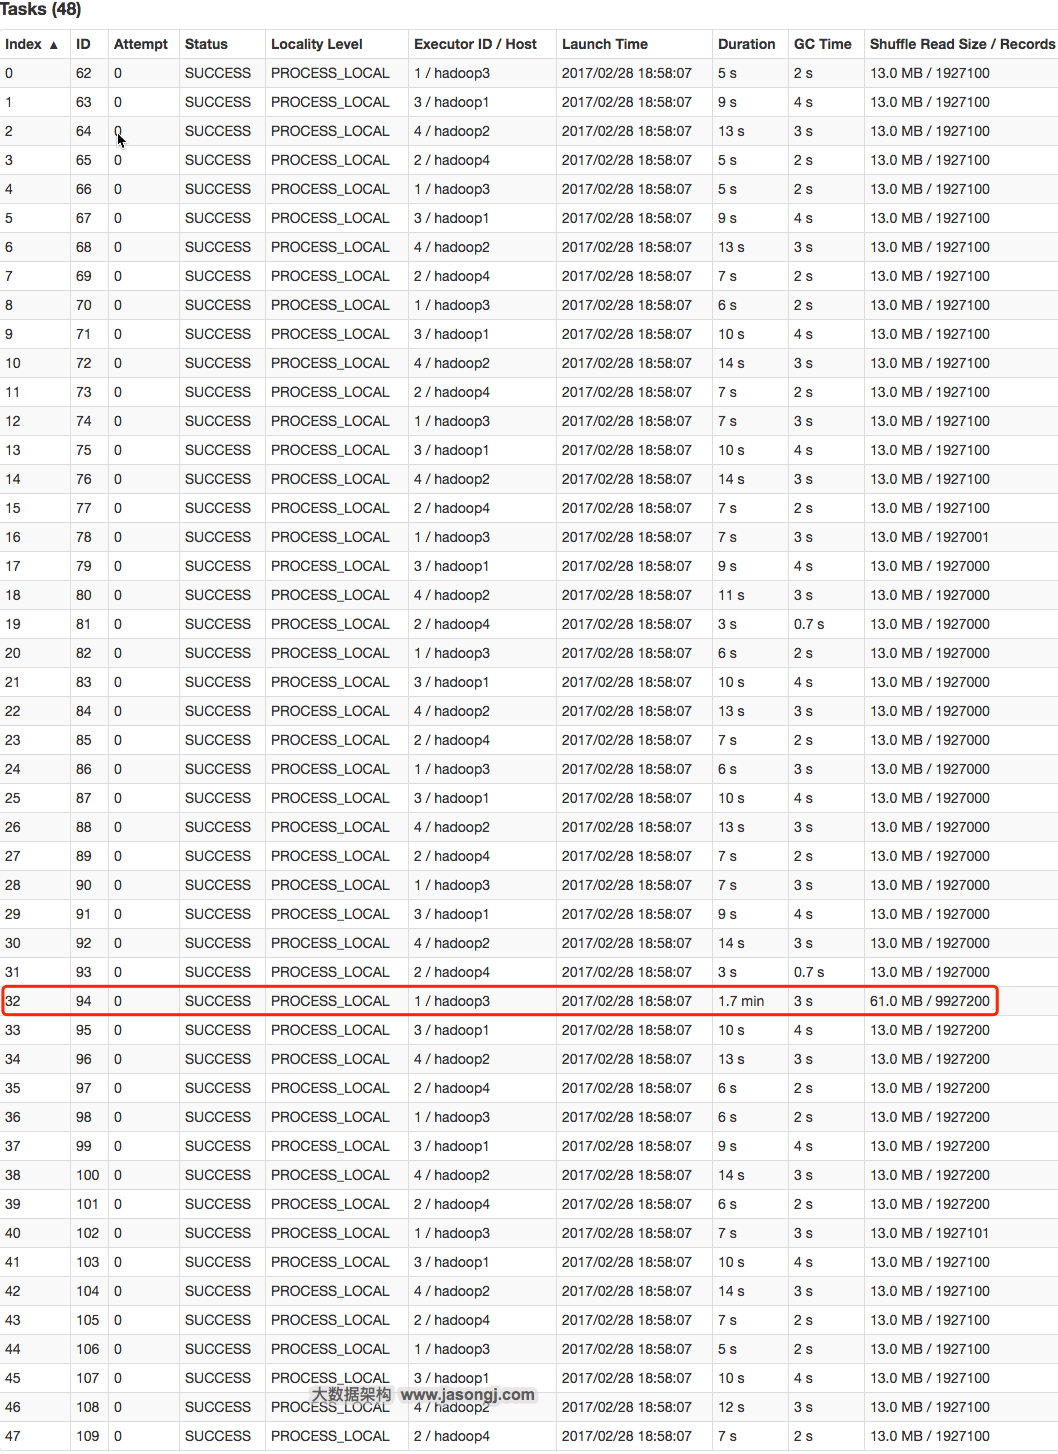 Tasks (48)
Index ▲ ID Attempt Status Locality Level Executor ID / Host Launch Time Duration GC Time Shuffle Read Size / Records
0 62 0 SUCCESS PROCESS_LOCAL 1 / hadoop3 2017/02/28 18:58:07 5 s 2 s 13.0 MB / 1927100
1 63 0 SUCCESS PROCESS_LOCAL 3 / hadoop1 2017/02/28 18:58:07 9 s 4 s 13.0 MB / 1927100
2 64 0 SUCCESS PROCESS_LOCAL 4 / hadoop2 2017/02/28 18:58:07 13 s 3 s 13.0 MB / 1927100
3 65 0 SUCCESS PROCESS_LOCAL 2 / hadoop4 2017/02/28 18:58:07 5 s 2 s 13.0 MB / 1927100
4 66 0 SUCCESS PROCESS_LOCAL 1 / hadoop3 2017/02/28 18:58:07 5 s 2 s 13.0 MB / 1927100
5 67 0 SUCCESS PROCESS_LOCAL 3 / hadoop1 2017/02/28 18:58:07 9 s 4 s 13.0 MB / 1927100
6 68 0 SUCCESS PROCESS_LOCAL 4 / hadoop2 2017/02/28 18:58:07 13 s 3 s 13.0 MB / 1927100
7 69 0 SUCCESS PROCESS_LOCAL 2 / hadoop4 2017/02/28 18:58:07 7 s 2 s 13.0 MB / 1927100
8 70 0 SUCCESS PROCESS_LOCAL 1 / hadoop3 2017/02/28 18:58:07 6 s 2 s 13.0 MB / 1927100
9 71 0 SUCCESS PROCESS_LOCAL 3 / hadoop1 2017/02/28 18:58:07 10 s 4 s 13.0 MB / 1927100
10 72 0 SUCCESS PROCESS_LOCAL 4 / hadoop2 2017/02/28 18:58:07 14 s 3 s 13.0 MB / 1927100
11 73 0 SUCCESS PROCESS_LOCAL 2 / hadoop4 2017/02/28 18:58:07 7 s 2 s 13.0 MB / 1927100
12 74 0 SUCCESS PROCESS_LOCAL 1 / hadoop3 2017/02/28 18:58:07 7 s 3 s 13.0 MB / 1927100
13 75 0 SUCCESS PROCESS_LOCAL 3 / hadoop1 2017/02/28 18:58:07 10 s 4 s 13.0 MB / 1927100
14 76 0 SUCCESS PROCESS_LOCAL 4 / hadoop2 2017/02/28 18:58:07 14 s 3 s 13.0 MB / 1927100
15 77 0 SUCCESS PROCESS_LOCAL 2 / hadoop4 2017/02/28 18:58:07 7 s 2 s 13.0 MB / 1927100
16 78 0 SUCCESS PROCESS_LOCAL 1 / hadoop3 2017/02/28 18:58:07 7 s 3 s 13.0 MB / 1927001
17 79 0 SUCCESS PROCESS_LOCAL 3 / hadoop1 2017/02/28 18:58:07 9 s 4 s 13.0 MB / 1927000
18 80 0 SUCCESS PROCESS_LOCAL 4 / hadoop2 2017/02/28 18:58:07 11 s 3 s 13.0 MB / 1927000
19 81 0 SUCCESS PROCESS_LOCAL 2 / hadoop4 2017/02/28 18:58:07 3 s 0.7 s 13.0 MB / 1927000
20 82 0 SUCCESS PROCESS_LOCAL 1 / hadoop3 2017/02/28 18:58:07 6 s 2 s 13.0 MB / 1927000
21 83 0 SUCCESS PROCESS_LOCAL 3 / hadoop1 2017/02/28 18:58:07 10 s 4 s 13.0 MB / 1927000
22 84 0 SUCCESS PROCESS_LOCAL 4 / hadoop2 2017/02/28 18:58:07 13 s 3 s 13.0 MB / 1927000
23 85 0 SUCCESS PROCESS_LOCAL 2 / hadoop4 2017/02/28 18:58:07 7 s 2 s 13.0 MB / 1927000
24 86 0 SUCCESS PROCESS_LOCAL 1 / hadoop3 2017/02/28 18:58:07 6 s 3 s 13.0 MB / 1927000
25 87 0 SUCCESS PROCESS_LOCAL 3 / hadoop1 2017/02/28 18:58:07 10 s 4 s 13.0 MB / 1927000
26 88 0 SUCCESS PROCESS_LOCAL 4 / hadoop2 2017/02/28 18:58:07 13 s 3 s 13.0 MB / 1927000
27 89 0 SUCCESS PROCESS_LOCAL 2 / hadoop4 2017/02/28 18:58:07 7 s 2 s 13.0 MB / 1927000
28 90 0 SUCCESS PROCESS_LOCAL 1 / hadoop3 2017/02/28 18:58:07 7 s 3 s 13.0 MB / 1927000
29 91 0 SUCCESS PROCESS_LOCAL 3 / hadoop1 2017/02/28 18:58:07 9 s 4 s 13.0 MB / 1927000
30 92 0 SUCCESS PROCESS_LOCAL 4 / hadoop2 2017/02/28 18:58:07 14 s 3 s 13.0 MB / 1927000
31 93 0 SUCCESS PROCESS_LOCAL 2 / hadoop4 2017/02/28 18:58:07 3 s 0.7 s 13.0 MB / 1927000
32 94 0 SUCCESS PROCESS_LOCAL 1 / hadoop3 2017/02/28 18:58:07 1.7 min 3 s 61.0 MB / 9927200
33 95 0 SUCCESS PROCESS_LOCAL 3 / hadoop1 2017/02/28 18:58:07 10 s 4 s 13.0 MB / 1927200
34 96 0 SUCCESS PROCESS_LOCAL 4 / hadoop2 2017/02/28 18:58:07 13 s 3 s 13.0 MB / 1927200
35 97 0 SUCCESS PROCESS_LOCAL 2 / hadoop4 2017/02/28 18:58:07 6 s 2 s 13.0 MB / 1927200
36 98 0 SUCCESS PROCESS_LOCAL 1 / hadoop3 2017/02/28 18:58:07 6 s 2 s 13.0 MB / 1927200
37 99 0 SUCCESS PROCESS_LOCAL 3 / hadoop1 2017/02/28 18:58:07 9 s 4 s 13.0 MB / 1927200
38 100 0 SUCCESS PROCESS_LOCAL 4 / hadoop2 2017/02/28 18:58:07 14 s 3 s 13.0 MB / 1927200
39 101 0 SUCCESS PROCESS_LOCAL 2 / hadoop4 2017/02/28 18:58:07 6 s 2 s 13.0 MB / 1927200
40 102 0 SUCCESS PROCESS_LOCAL 1 / hadoop3 2017/02/28 18:58:07 7 s 3 s 13.0 MB / 1927101
41 103 0 SUCCESS PROCESS_LOCAL 3 / hadoop1 2017/02/28 18:58:07 10 s 4 s 13.0 MB / 1927100
42 104 0 SUCCESS PROCESS_LOCAL 4 / hadoop2 2017/02/28 18:58:07 14 s 3 s 13.0 MB / 1927100
43 105 0 SUCCESS PROCESS_LOCAL 2 / hadoop4 2017/02/28 18:58:07 7 s 2 s 13.0 MB / 1927100
44 106 0 SUCCESS PROCESS_LOCAL 1 / hadoop3 2017/02/28 18:58:07 5 s 2 s 13.0 MB / 1927100
45 107 0 SUCCESS PROCESS_LOCAL 3 / hadoop1 2017/02/28 18:58:07 10 s 4 s 13.0 MB / 1927100
大数据架构 www.jasongj.com
46 108 0 SUCCESS PROCESS_LOCAL 4 / hadoop2 2017/02/28 18:58:07 12 s 3 s 13.0 MB / 1927100
47 109 0 SUCCESS PROCESS_LOCAL 2 / hadoop4 2017/02/28 18:58:07 7 s 2 s 13.0 MB / 1927100